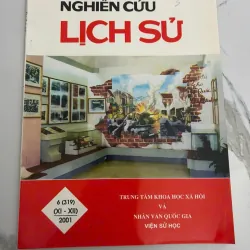 NGHIÊN CỨU
LỊCH SỬ
6 (319)
(XI - XII)
2001
TRUNG TÂM KHOA HỌC XÃ HỘI
VÀ
NHÂN VĂN QUỐC GIA
VIỆN SỬ HỌC